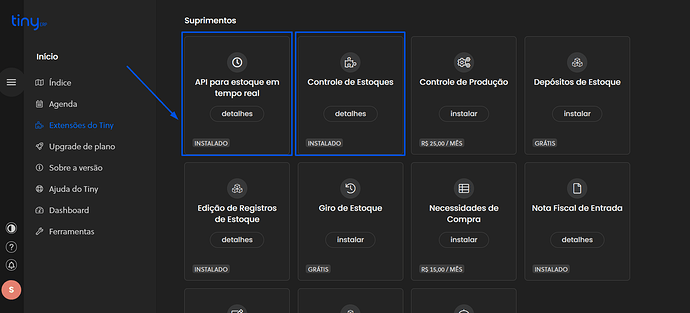 tiny erp
Início
Índice
Agenda
Extensões do Tiny
Upgrade de plano
Sobre a versão
Ajuda do Tiny
Dashboard
Ferramentas
S
Suprimentos
API para estoque em
tempo real
detalhes
INSTALADO
Controle de Estoques
detalhes
INSTALADO
Controle de Produção
instalar
R$ 25,00 / MÊS
Depósitos de Estoque
instalar
GRÁTIS
Edição de Registros
de Estoque
detalhes
INSTALADO
Giro de Estoque
instalar
GRÁTIS
Necessidades de
Compra
instalar
R$ 15,00 / MÊS
Nota Fiscal de Entrada
detalhes
INSTALADO